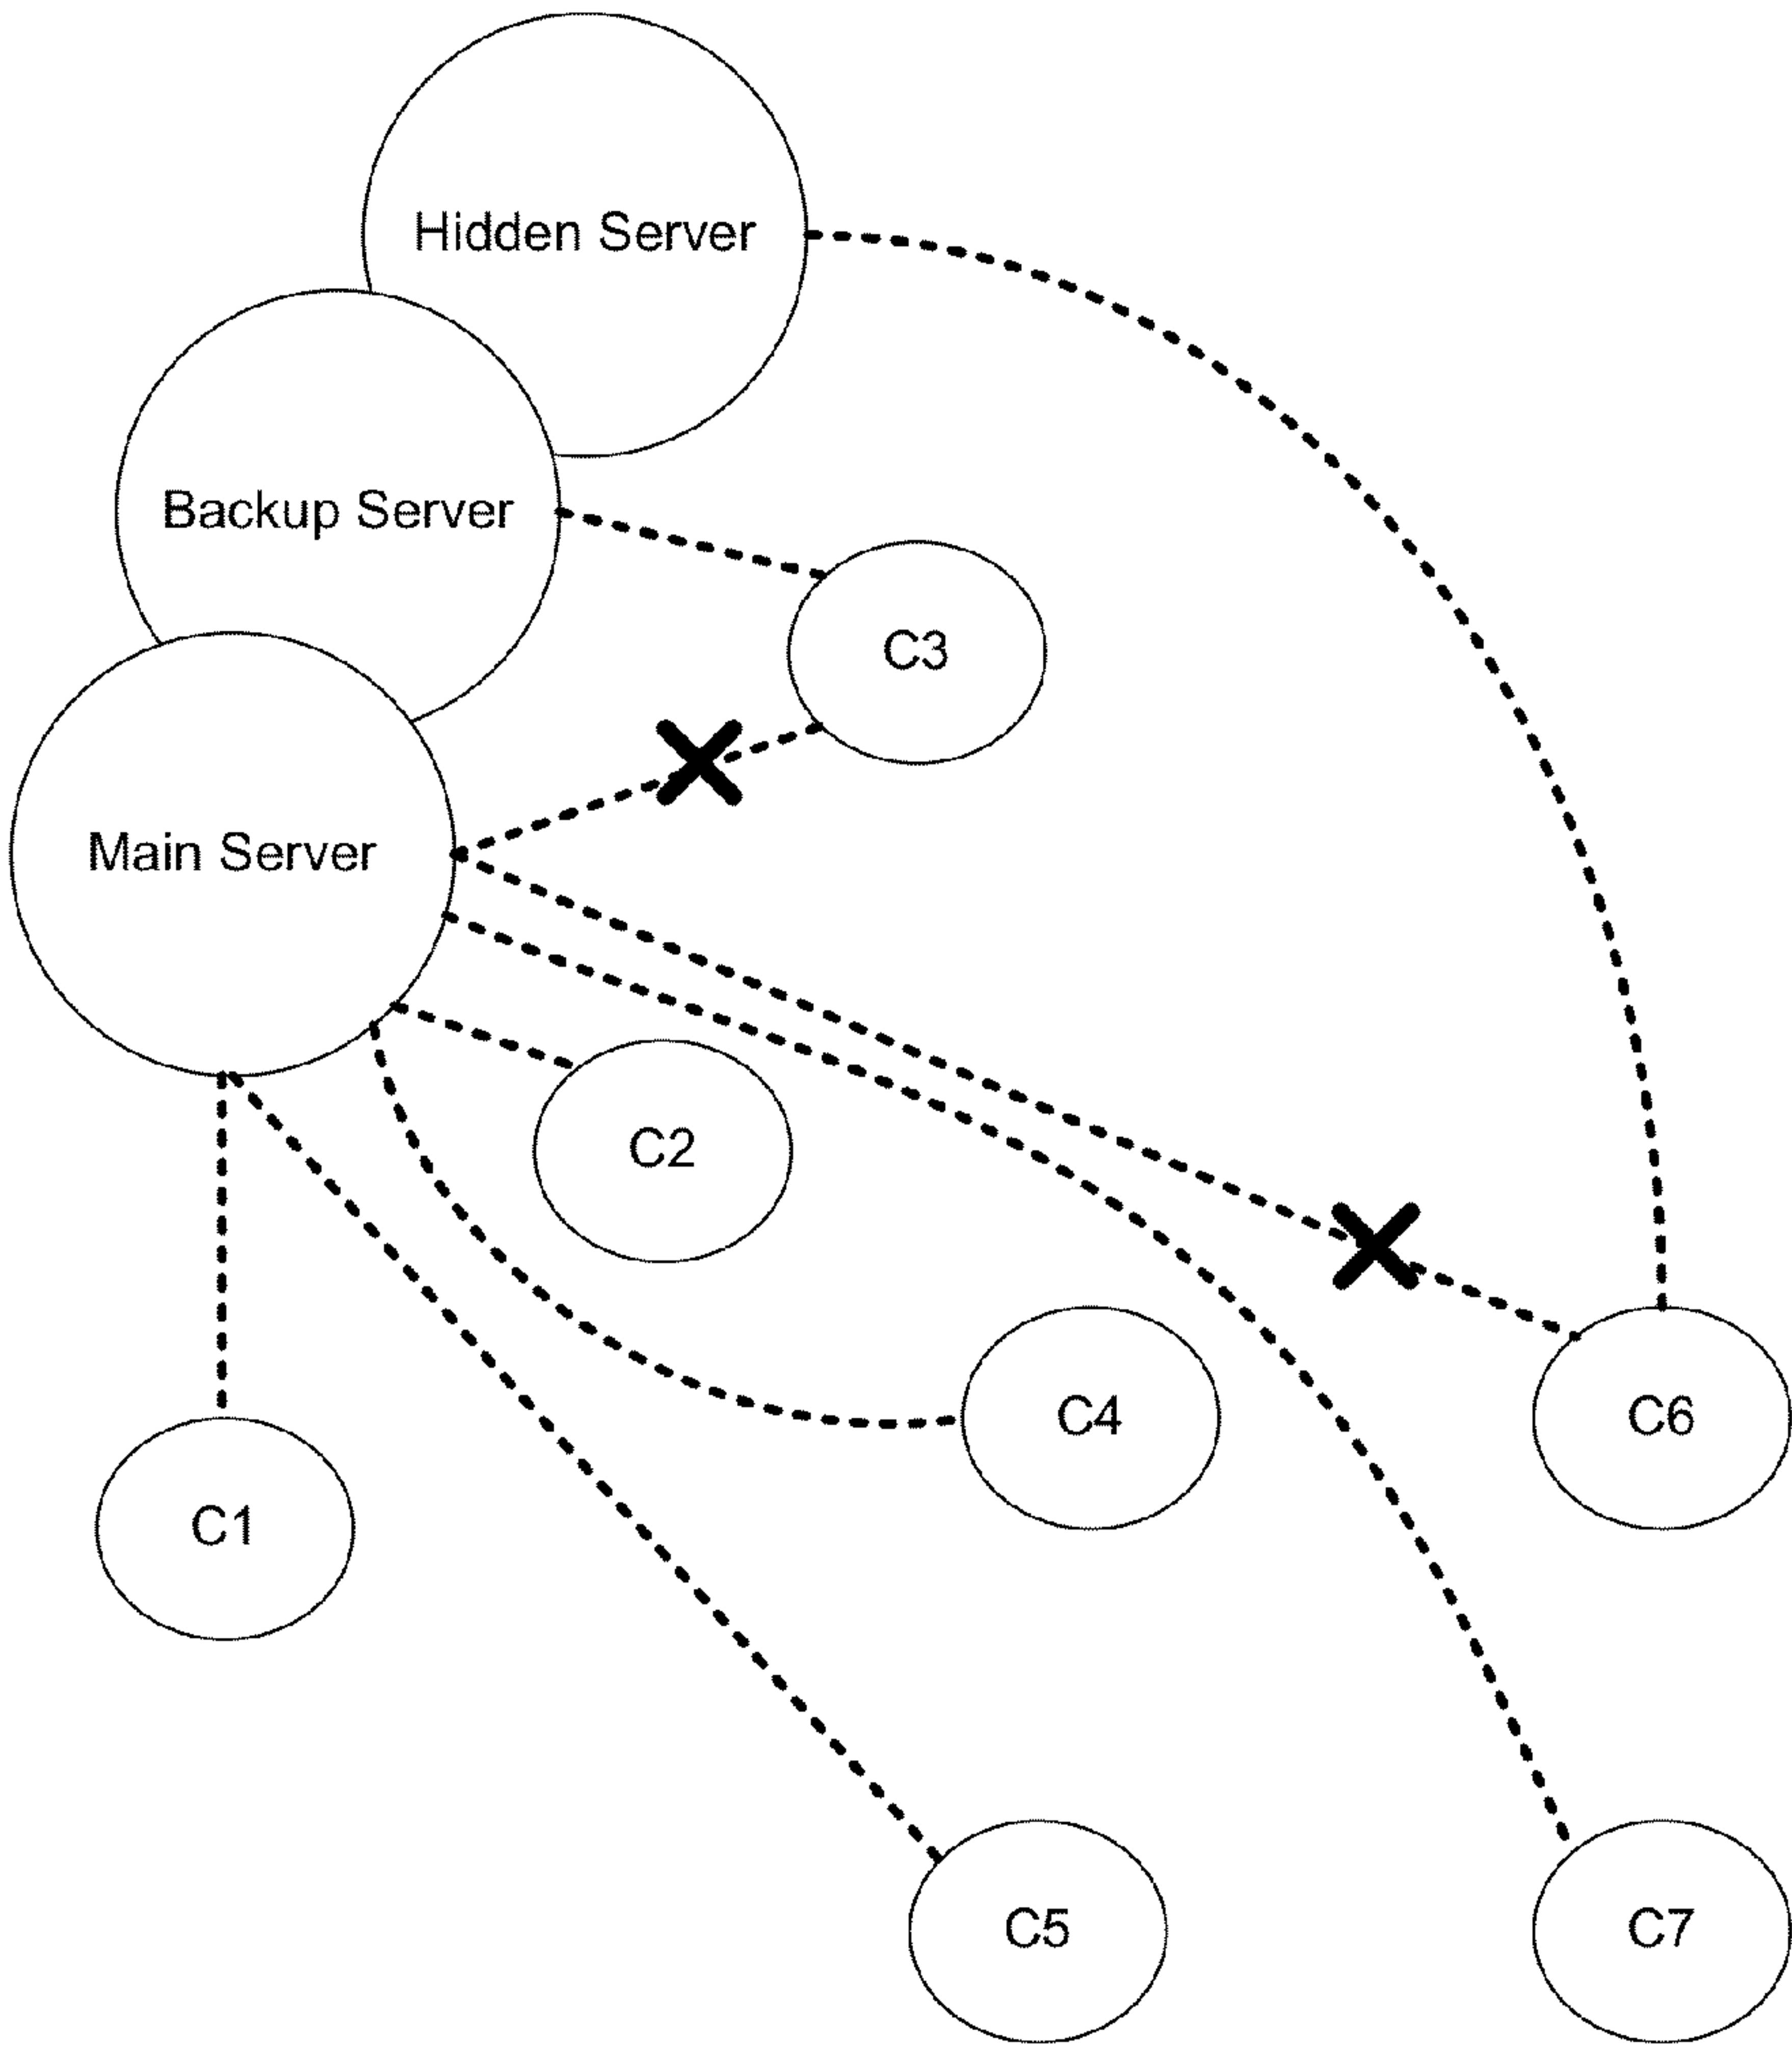 Hidden Server
Backup Server
C3
Main Server
C2
C4
C6
C1
C5
C7